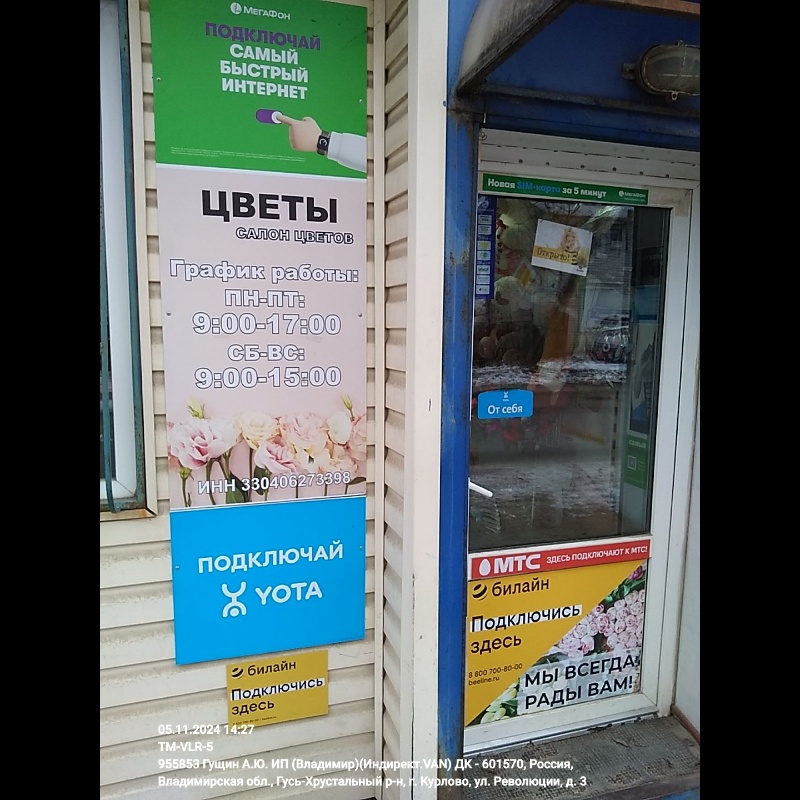 МЕГАФОН
ПОДКЛЮЧАЙ
САМЫЙ
БЫСТРЫЙ
ИНТЕРНЕТ
ЦВЕТЫ
САЛОН ЦВЕТОВ
График работы:
ПН-ПТ:
9:00-17:00
СБ-ВС:
9:00-15:00
ИНН 330406273398
ПОДКЛЮЧАЙ
YOTA
билайн
Подключись
здесь
Новая SIM-карта за 5 минут МЕГАФОН
Открыто!
От себя
МТС ЗДЕСЬ ПОДКЛЮЧАЮТ К МТС!
билайн
Подключись
здесь
8 800 700-80-00
beeline.ru
МЫ ВСЕГДА
РАДЫ ВАМ!
05.11.2024 14:27
TM-VLR-5
955853 Гущин А.Ю. ИП (Владимир)(Индирект.VAN) ДК - 601570, Россия,
Владимирская обл., Гусь-Хрустальный р-н, г. Курлово, ул. Революции, д. 3